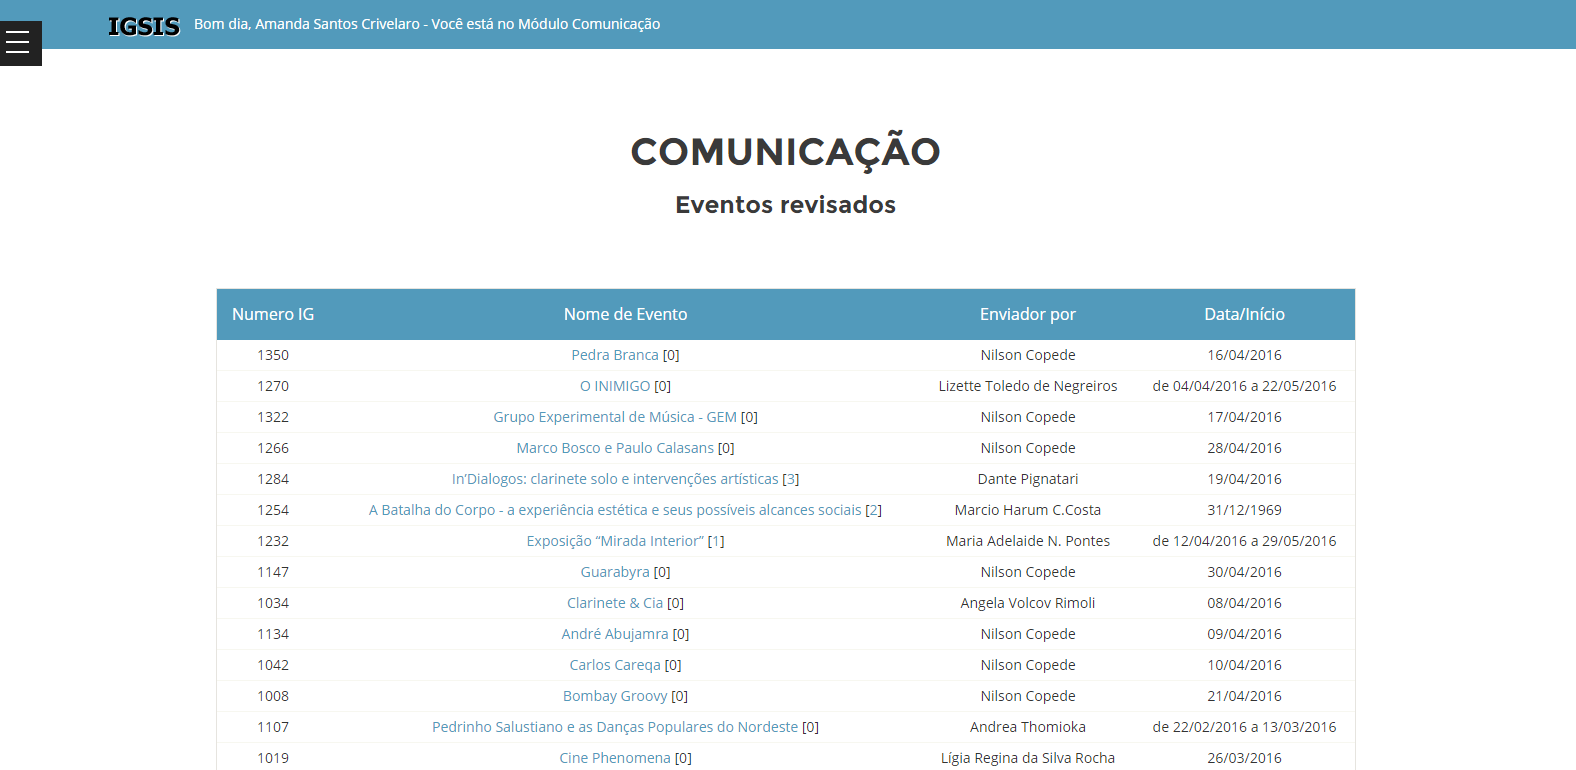 IGSIS Bom dia, Amanda Santos Crivelaro - Você está no Módulo Comunicação
COMUNICAÇÃO
Eventos revisados
Numero IG Nome de Evento Enviador por Data/Início
1350 Pedra Branca [0] Nilson Copede 16/04/2016
1270 O INIMIGO [0] Lizette Toledo de Negreiros de 04/04/2016 a 22/05/2016
1322 Grupo Experimental de Música - GEM [0] Nilson Copede 17/04/2016
1266 Marco Bosco e Paulo Calasans [0] Nilson Copede 28/04/2016
1284 In’Dialogos: clarinete solo e intervenções artísticas [3] Dante Pignatari 19/04/2016
1254 A Batalha do Corpo - a experiência estética e seus possíveis alcances sociais [2] Marcio Harum C.Costa 31/12/1969
1232 Exposição “Mirada Interior” [1] Maria Adelaide N. Pontes de 12/04/2016 a 29/05/2016
1147 Guarabyra [0] Nilson Copede 30/04/2016
1034 Clarinete & Cia [0] Angela Volcov Rimoli 08/04/2016
1134 André Abujamra [0] Nilson Copede 09/04/2016
1042 Carlos Careqa [0] Nilson Copede 10/04/2016
1008 Bombay Groovy [0] Nilson Copede 21/04/2016
1107 Pedrinho Salustiano e as Danças Populares do Nordeste [0] Andrea Thomioka de 22/02/2016 a 13/03/2016
1019 Cine Phenomena [0] Lígia Regina da Silva Rocha 26/03/2016